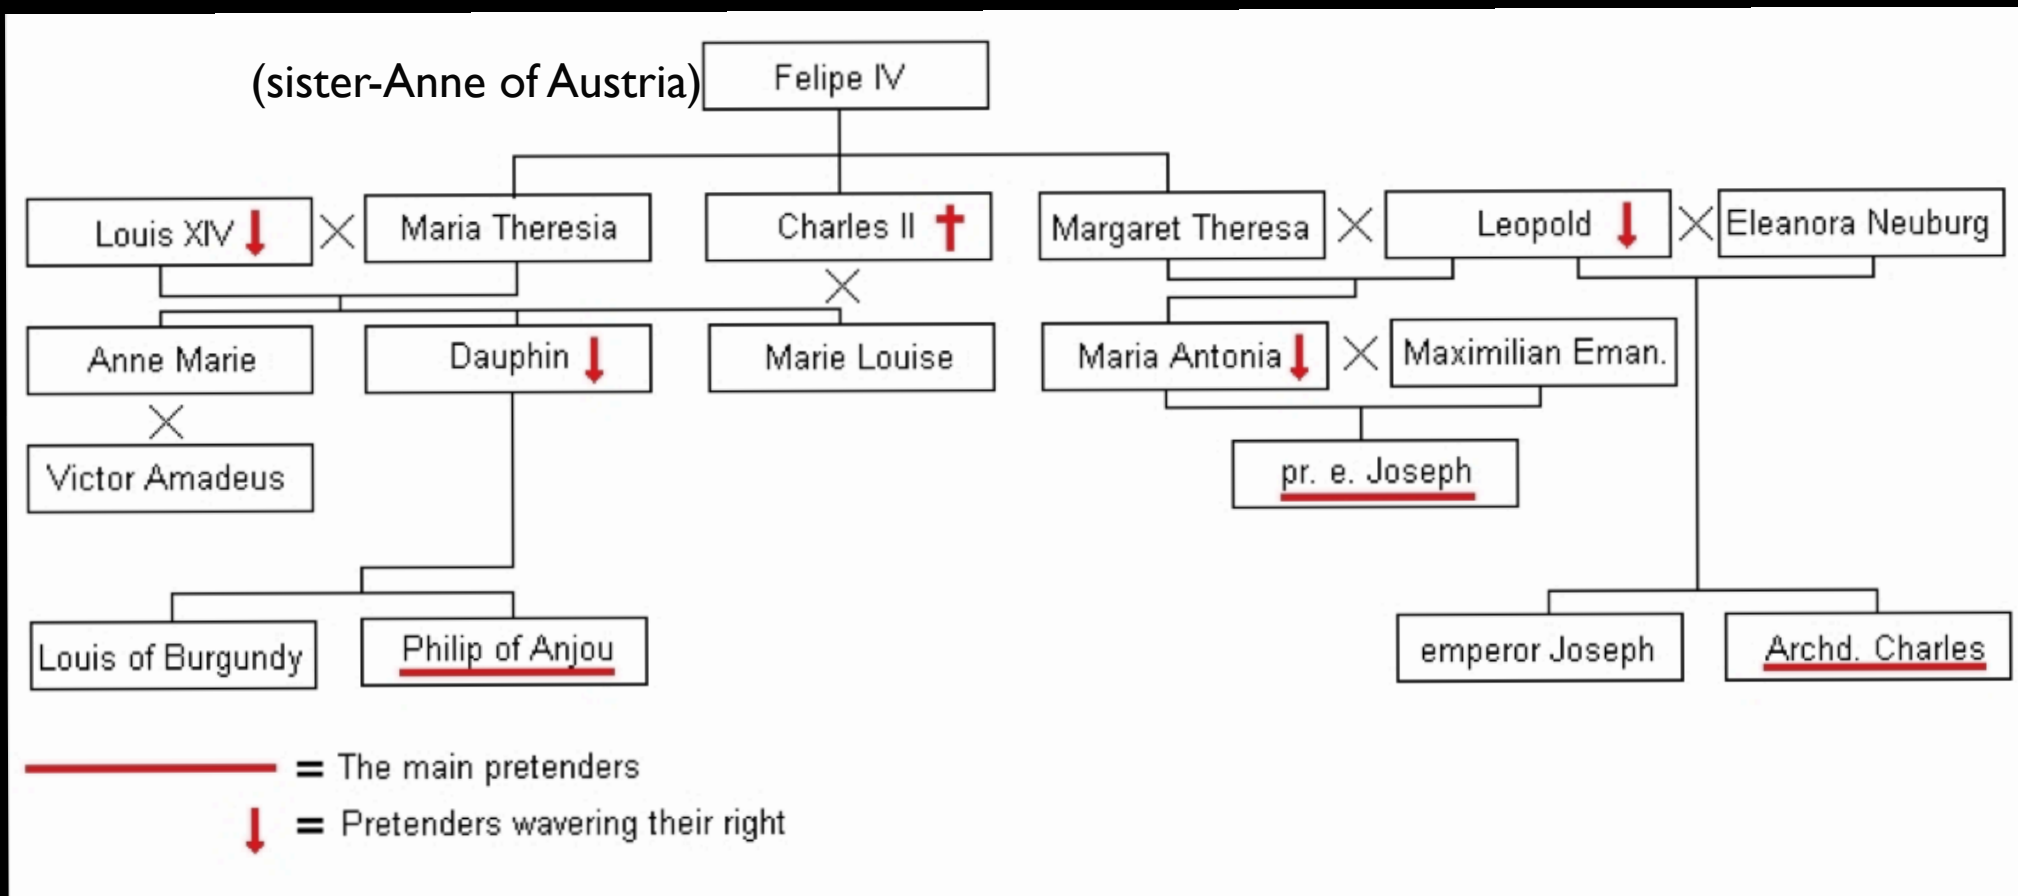 (sister-Anne of Austria)
Felipe IV
Louis XIV
Maria Theresia
Charles II
Margaret Theresa
Leopold
Eleanora Neuburg
Anne Marie
Dauphin
Marie Louise
Maria Antonia
Maximilian Eman.
Victor Amadeus
pr. e. Joseph
Louis of Burgundy
Philip of Anjou
emperor Joseph
Archd. Charles
= The main pretenders
= Pretenders wavering their right